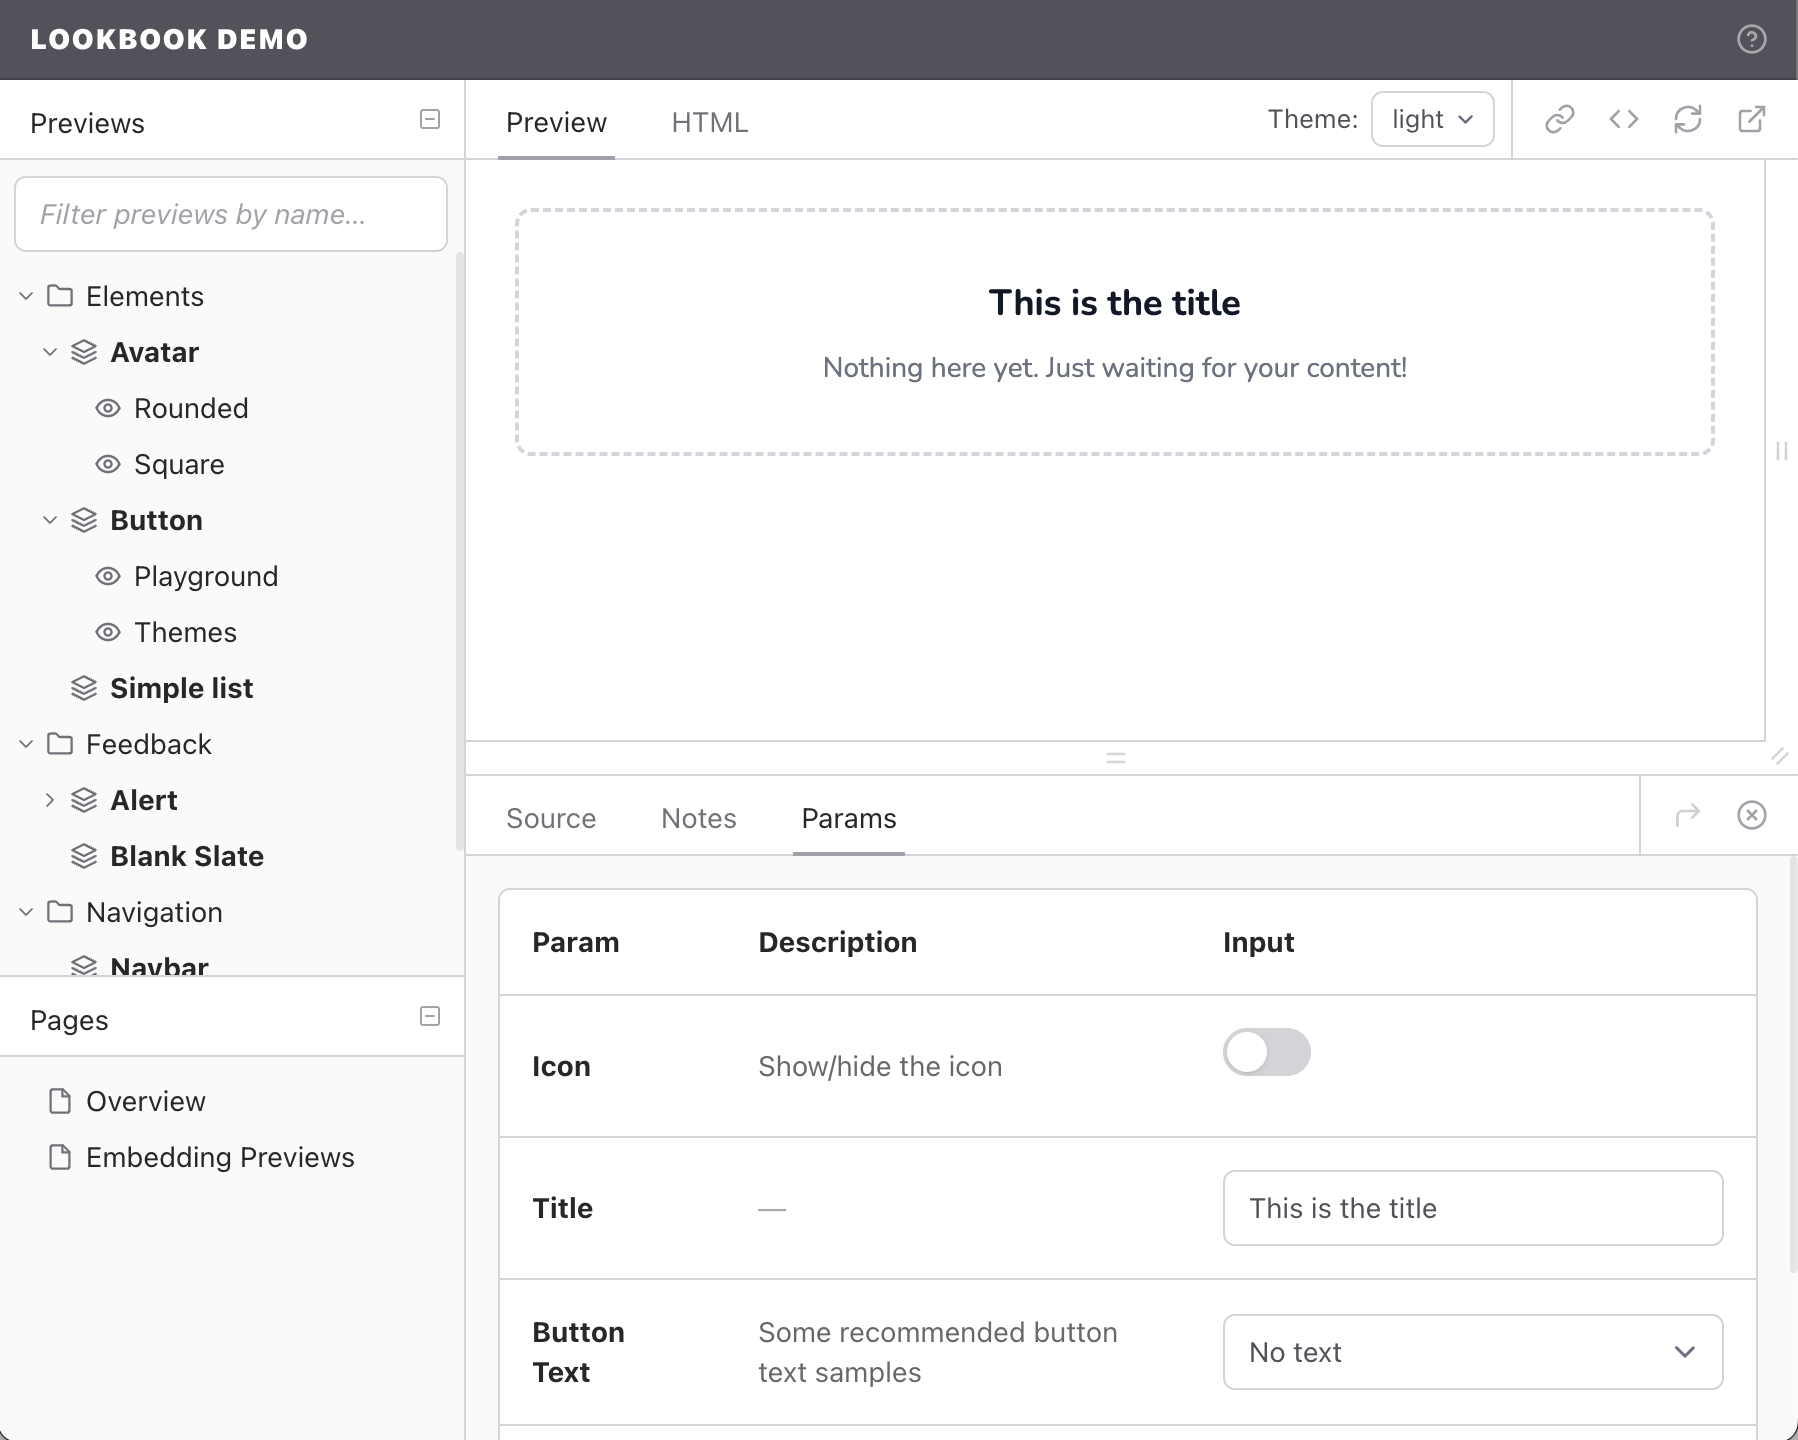 LOOKBOOK DEMO
Previews
Filter previews by name...
Elements
Avatar
Rounded
Square
Button
Playground
Themes
Simple list
Feedback
Alert
Blank Slate
Navigation
Navbar
Pages
Overview
Embedding Previews
Preview HTML
Theme: light
This is the title
Nothing here yet. Just waiting for your content!
Source Notes Params
Param Description Input
Icon Show/hide the icon
Title — This is the title
Button Text
Some recommended button
text samples
No text